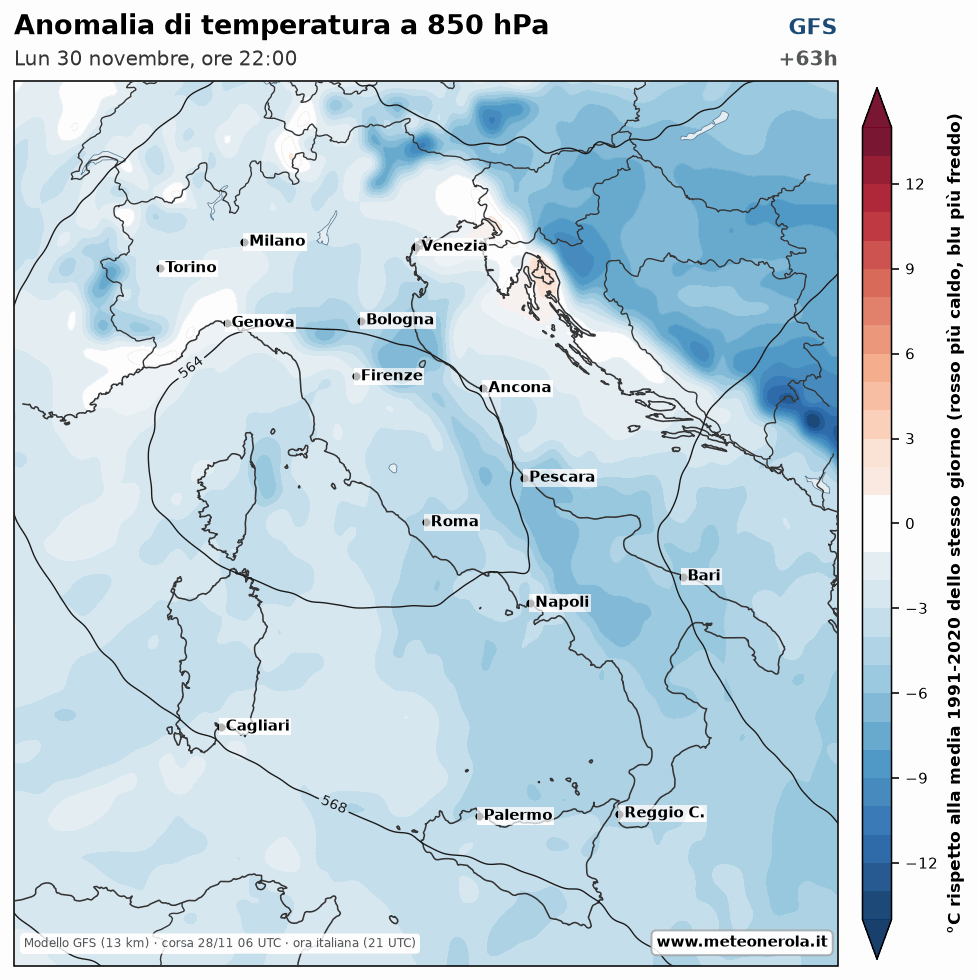 Anomalia di temperatura a 850 hPa
GFS
Lun 30 novembre, ore 22:00
+63h
Milano
Venezia
Torino
Genova
Bologna
564
Firenze
Ancona
Pescara
Roma
Bari
Napoli
Cagliari
568
Palermo
Reggio C.
Modello GFS (13 km) · corsa 28/11 06 UTC · ora italiana (21 UTC)
www.meteonerola.it
12
9
6
3
0
−3
−6
−9
−12
°C rispetto alla media 1991-2020 dello stesso giorno (rosso più caldo, blu più freddo)